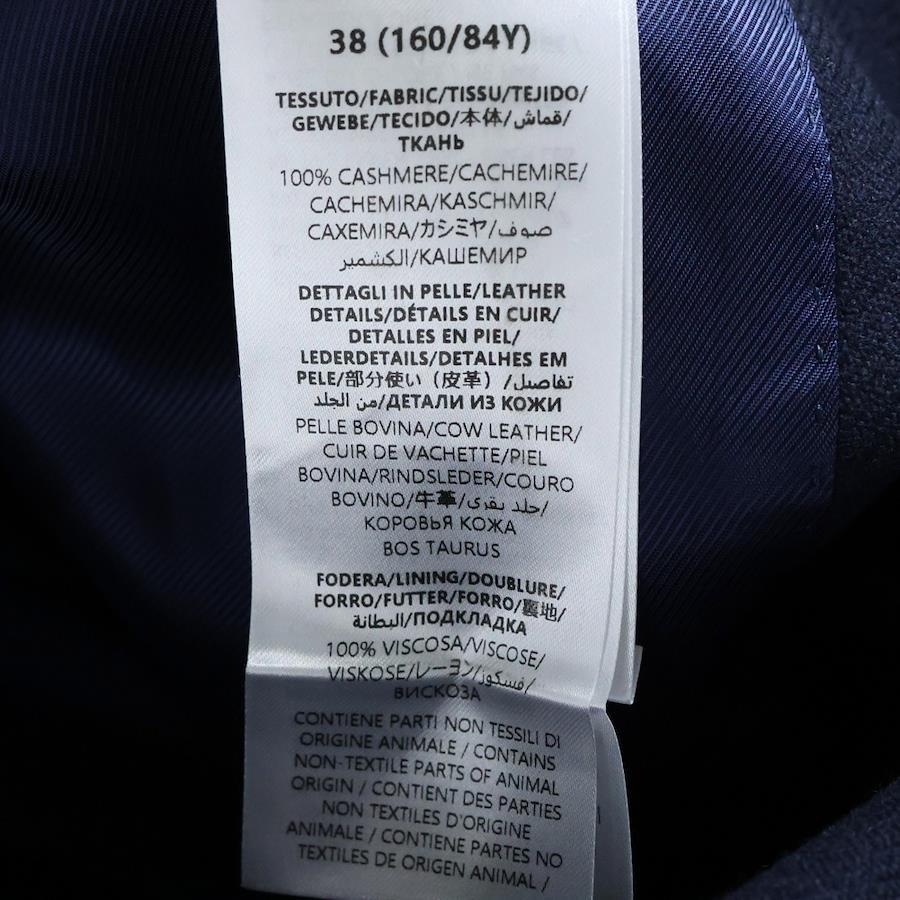 38 (160/84Y)
TESSUTO/FABRIC/TISSU/TEJIDO/
GEWEBE/TECIDO/本体/قماش/
ТКАНЬ
100% CASHMERE/CACHEMIRE/
CACHEMIRA/KASCHMIR/
CAXEMIRA/カシミヤ/صوف
الكشمير/КАШЕМИР
DETTAGLI IN PELLE/LEATHER
DETAILS/DÉTAILS EN CUIR/
DETALLES EN PIEL/
LEDERDETAILS/DETALHES EM
PELE/部分使い（皮革）/تفاصيل
من الجلد/ДЕТАЛИ ИЗ КОЖИ
PELLE BOVINA/COW LEATHER/
CUIR DE VACHETTE/PIEL
BOVINA/RINDSLEDER/COURO
BOVINO/牛革/جلد بقري/
КОРОВЬЯ КОЖА
BOS TAURUS
FODERA/LINING/DOUBLURE/
FORRO/FUTTER/FORRO/裏地/
البطانة/ПОДКЛАДКА
100% VISCOSA/VISCOSE/
VISKOSE/レーヨン/فسكوز/
ВИСКОЗА
CONTIENE PARTI NON TESSILI DI
ORIGINE ANIMALE / CONTAINS
NON-TEXTILE PARTS OF ANIMAL
ORIGIN / CONTIENT DES PARTIES
NON TEXTILES D'ORIGINE
ANIMALE / CONTIENE PARTES NO
TEXTILES DE ORIGEN ANIMAL /